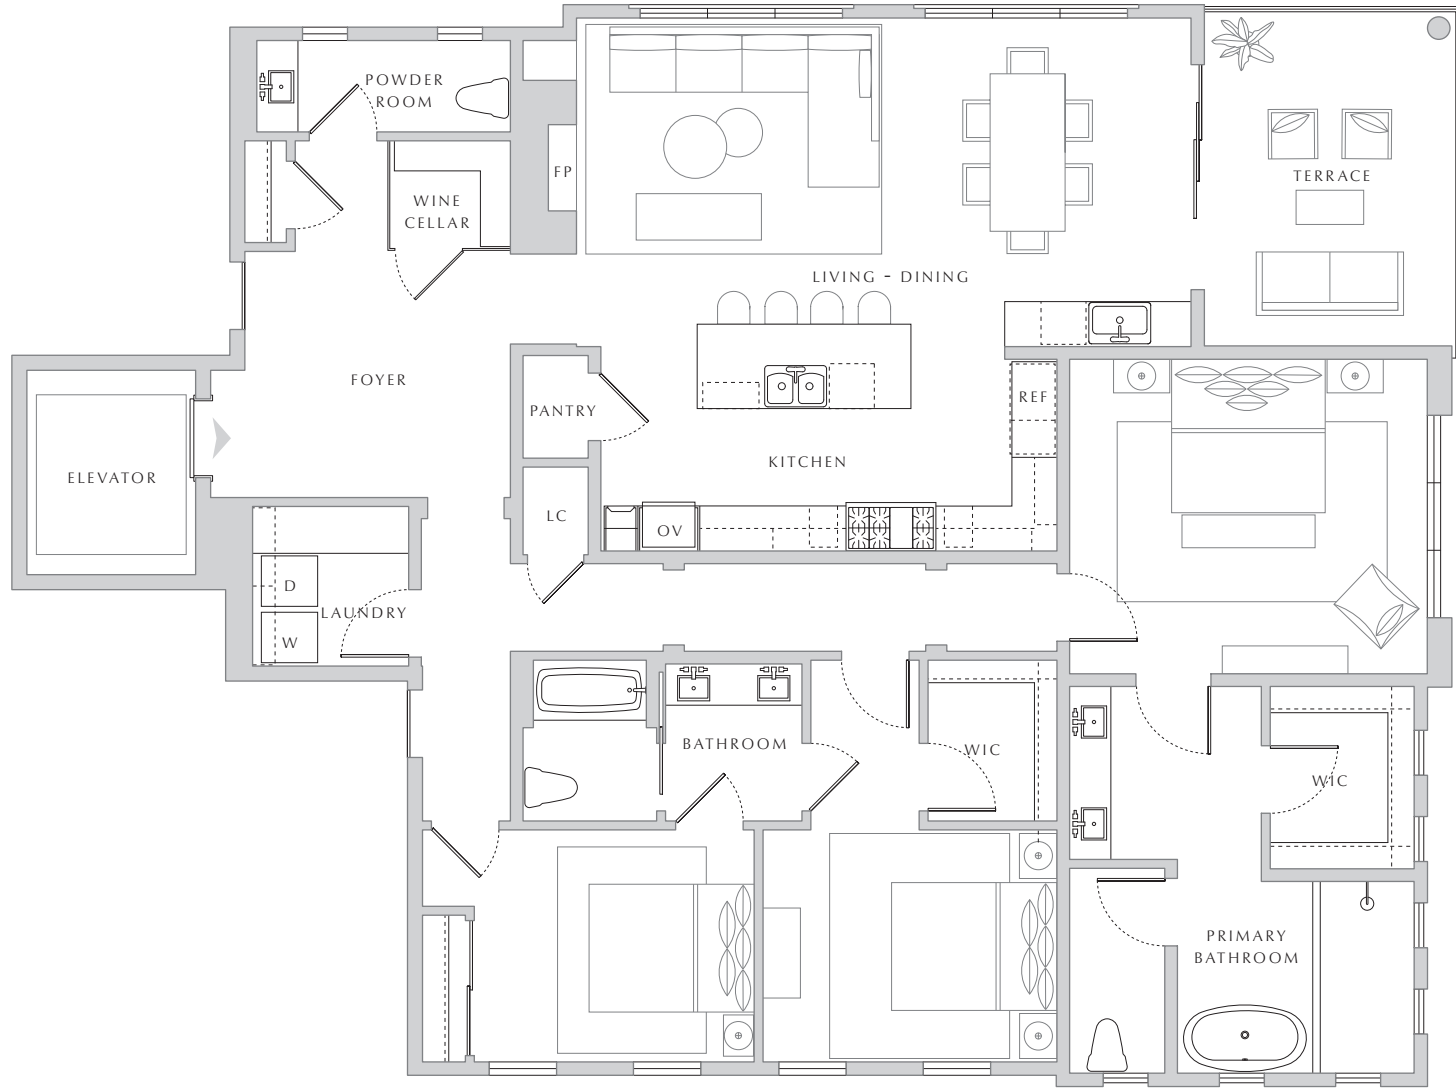 POWDER
ROOM
FP
WINE
CELLAR
TERRACE
LIVING - DINING
FOYER
PANTRY
REF
KITCHEN
ELEVATOR
LC
OV
D
LAUNDRY
W
BATHROOM
WIC
WIC
PRIMARY
BATHROOM